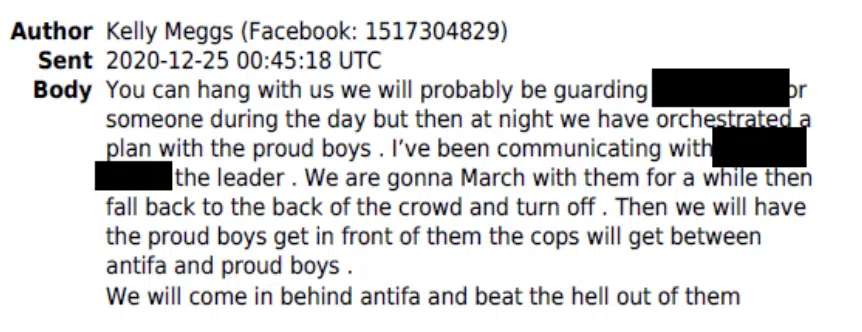 Author Kelly Meggs (Facebook: 1517304829)
Sent 2020-12-25 00:45:18 UTC
Body You can hang with us we will probably be guarding or
someone during the day but then at night we have orchestrated a
plan with the proud boys . I’ve been communicating with
the leader . We are gonna March with them for a while then
fall back to the back of the crowd and turn off . Then we will have
the proud boys get in front of them the cops will get between
antifa and proud boys .
We will come in behind antifa and beat the hell out of them